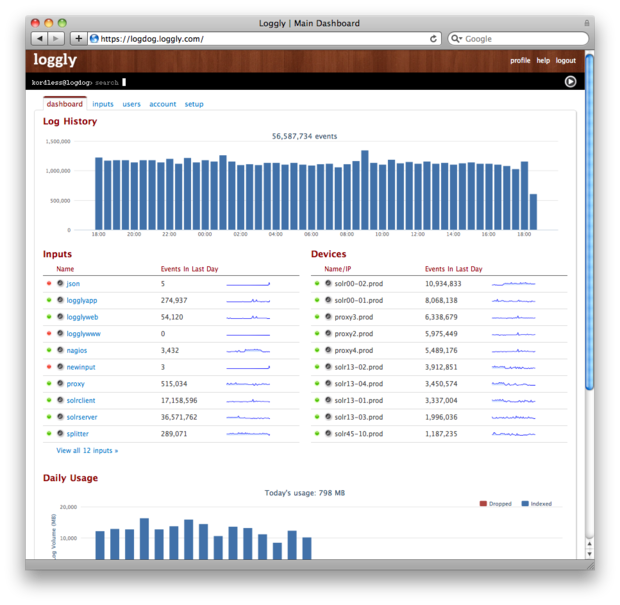 Loggly | Main Dashboard
https://logdog.loggly.com/
Google
loggly
profile help logout
kordless@logdog> search
dashboard inputs users account setup
Log History
56,587,734 events
1,500,000
1,000,000
500,000
0
18:00 20:00 22:00 00:00 02:00 04:00 06:00 08:00 10:00 12:00 14:00 16:00 18:00
Inputs
Name Events In Last Day
json 5
logglyapp 274,937
logglyweb 54,120
logglywww 0
nagios 3,432
newinput 3
proxy 515,034
solrclient 17,158,596
solrserver 36,571,762
splitter 289,071
View all 12 inputs »
Devices
Name/IP Events In Last Day
solr00-02.prod 10,934,833
solr00-01.prod 8,068,138
proxy3.prod 6,338,679
proxy2.prod 5,975,449
proxy4.prod 5,489,176
solr13-02.prod 3,912,851
solr13-04.prod 3,450,574
solr13-01.prod 3,337,004
solr13-03.prod 1,996,036
solr45-10.prod 1,187,235
Daily Usage
Today's usage: 798 MB
Dropped Indexed
20,000
10,000
Log Volume (MB)